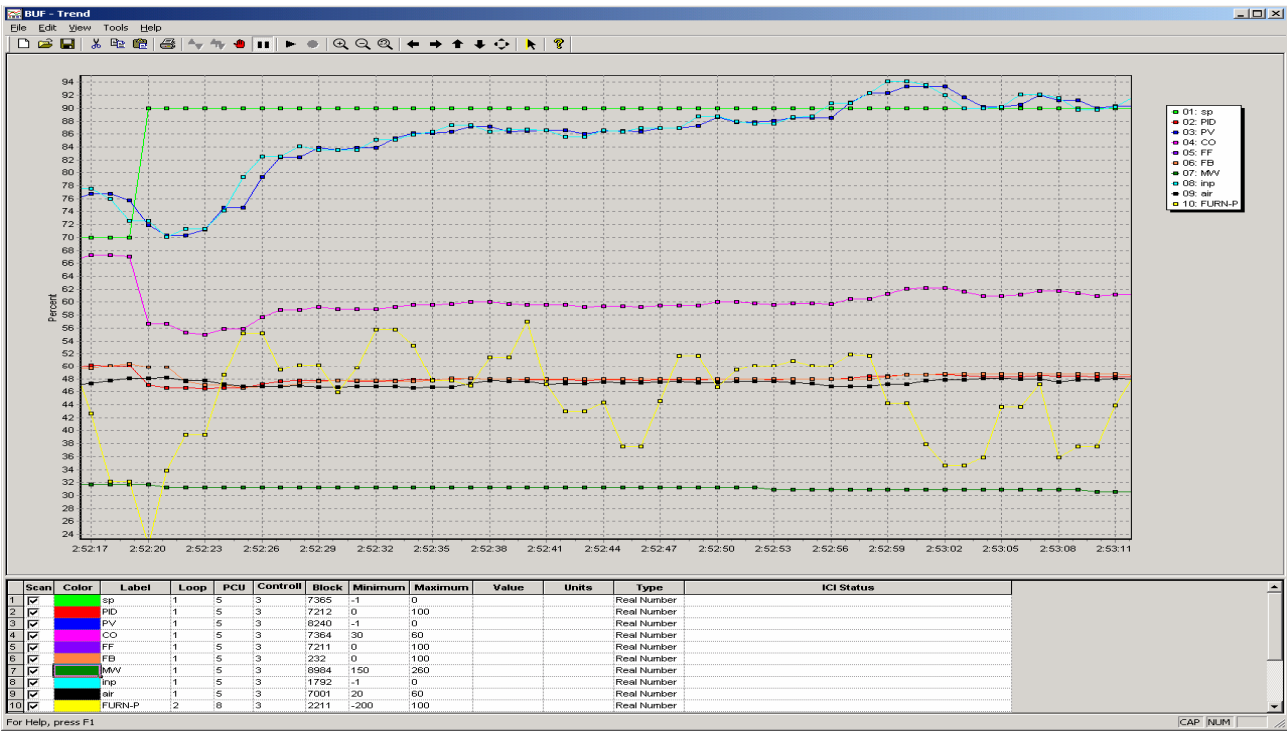 BUF - Trend
File Edit View Tools Help
94
92
90
88
86
84
82
80
78
76
74
72
70
68
66
64
62
60
58
56
54
52
50
48
46
44
42
40
38
36
34
32
30
28
26
24
Percent
2:52:17 2:52:20 2:52:23 2:52:26 2:52:29 2:52:32 2:52:35 2:52:38 2:52:41 2:52:44 2:52:47 2:52:50 2:52:53 2:52:56 2:52:59 2:53:02 2:53:05 2:53:08 2:53:11
01: sp
02: PID
03: PV
04: CO
05: FF
06: FB
07: MW
08: inp
09: air
10: FURN-P
Scan Color Label Loop PCU Controll Block Minimum Maximum Value Units Type ICI Status
1 sp 1 5 3 7365 -1 0 Real Number
2 PID 1 5 3 7212 0 100 Real Number
3 PV 1 5 3 8240 -1 0 Real Number
4 CO 1 5 3 7364 30 60 Real Number
5 FF 1 5 3 7211 0 100 Real Number
6 FB 1 5 3 232 0 100 Real Number
7 MW 1 5 3 8984 150 260 Real Number
8 inp 1 5 3 1792 -1 0 Real Number
9 air 1 5 3 7001 20 60 Real Number
10 FURN-P 2 8 3 2211 -200 100 Real Number
For Help, press F1
CAP NUM